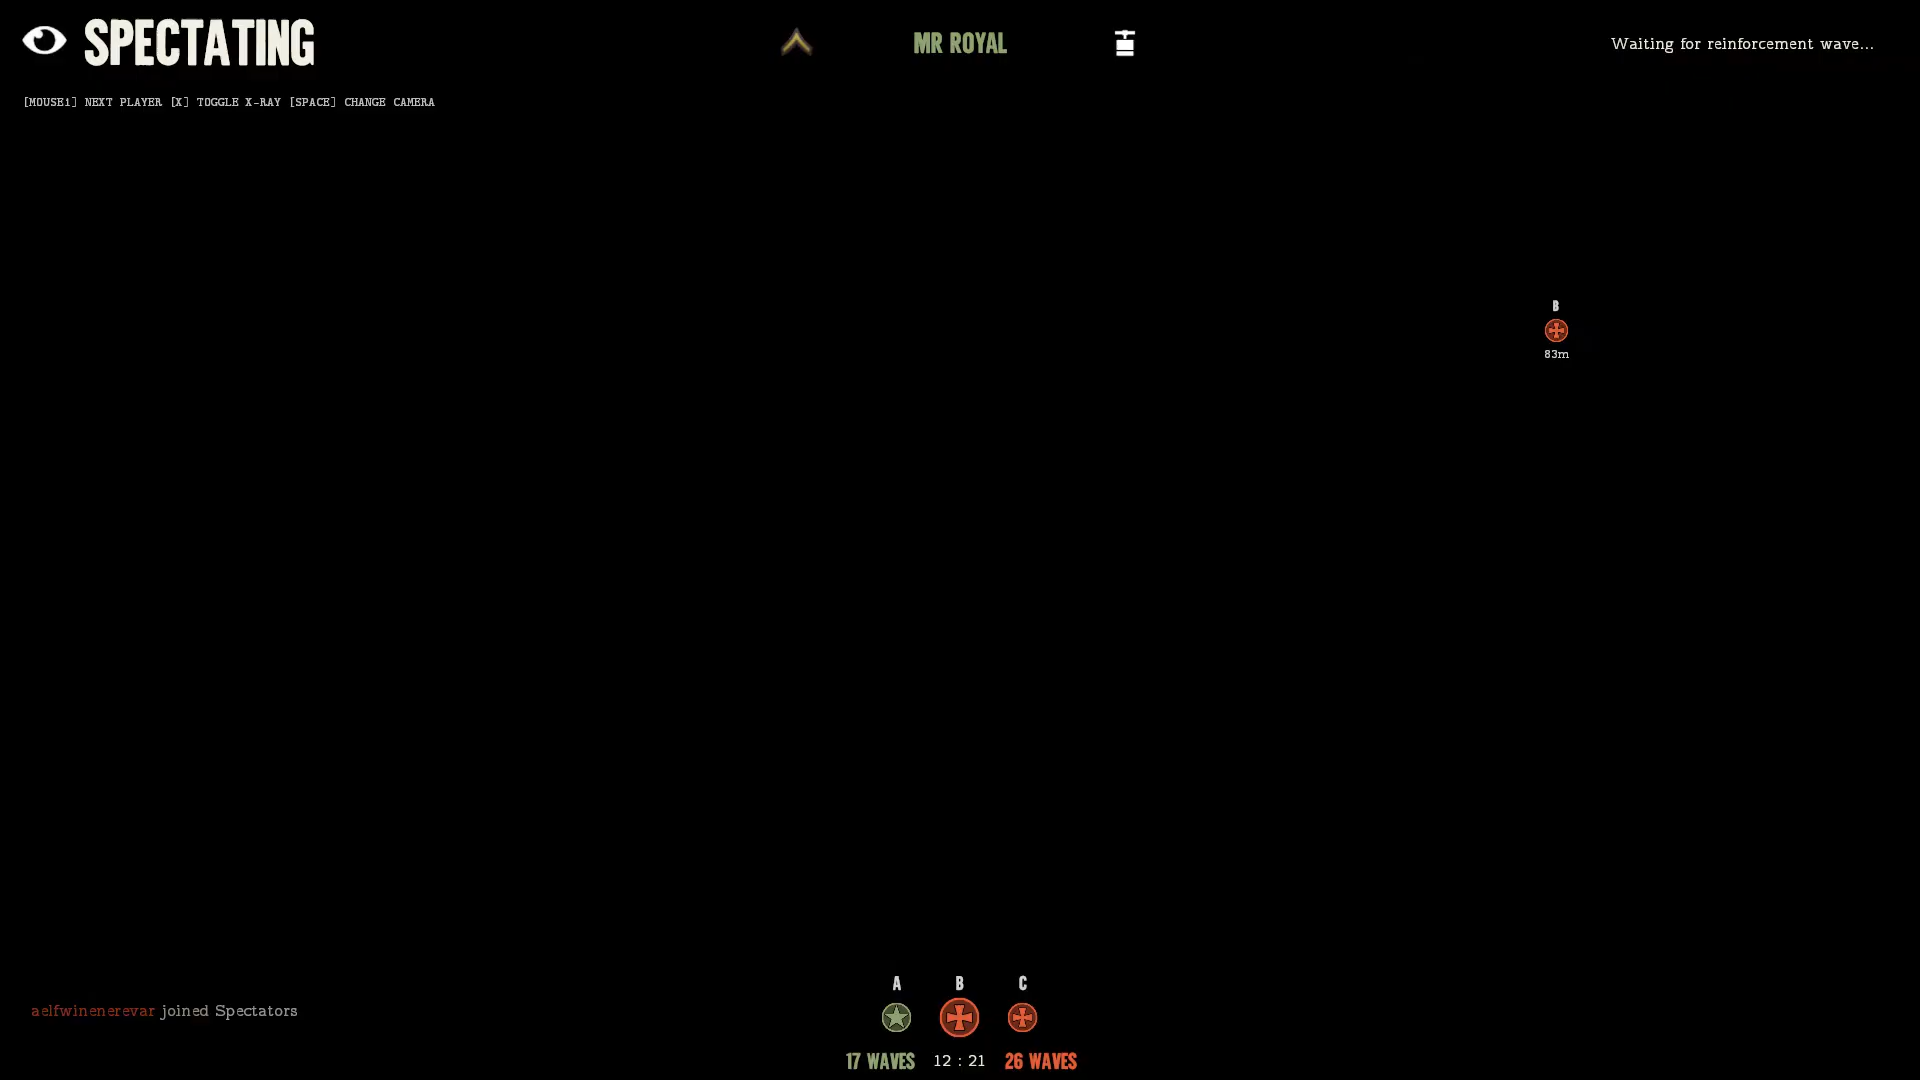 SPECTATING
MR ROYAL
Waiting for reinforcement wave...
[MOUSE1] NEXT PLAYER [X] TOGGLE X-RAY [SPACE] CHANGE CAMERA
B
83m
A B C
aelfwinenerevar joined Spectators
17 WAVES 12 : 21 26 WAVES